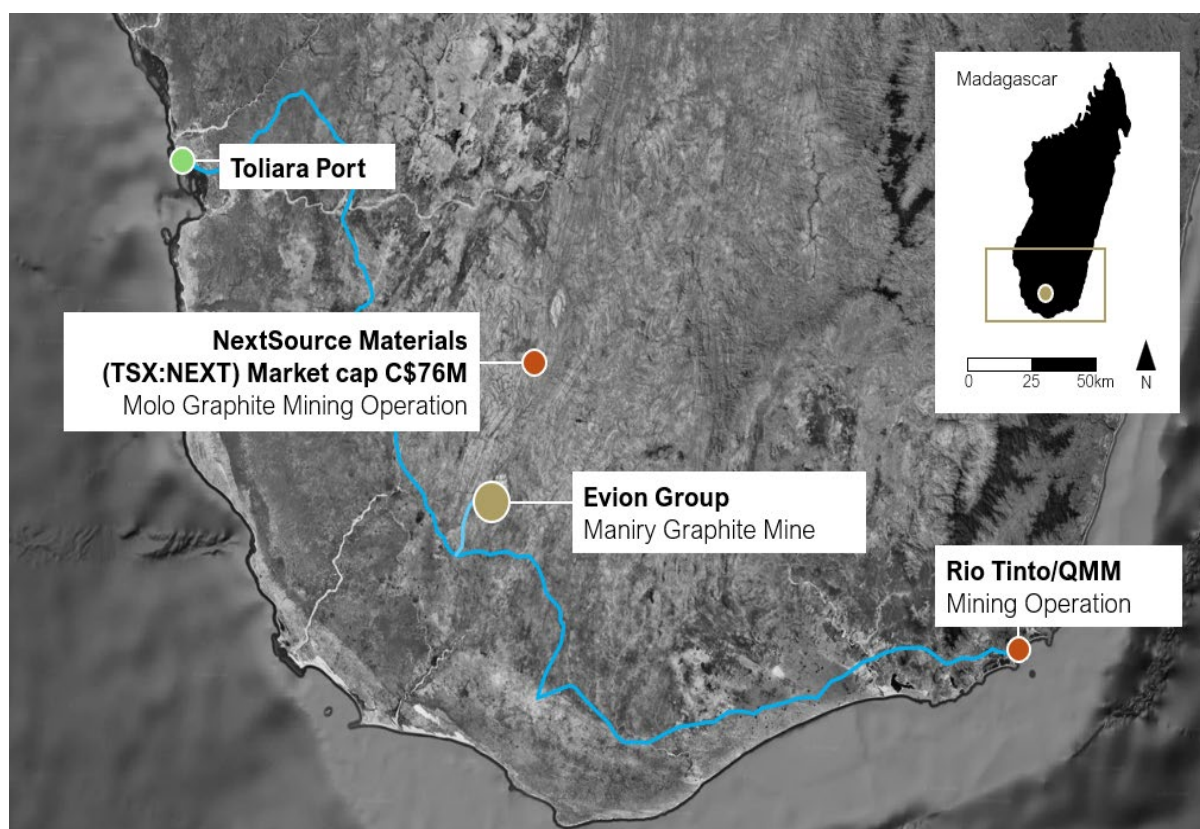 Madagascar
0 25 50km
N
Toliara Port
NextSource Materials
(TSX:NEXT) Market cap C$76M
Molo Graphite Mining Operation
Evion Group
Maniry Graphite Mine
Rio Tinto/QMM
Mining Operation